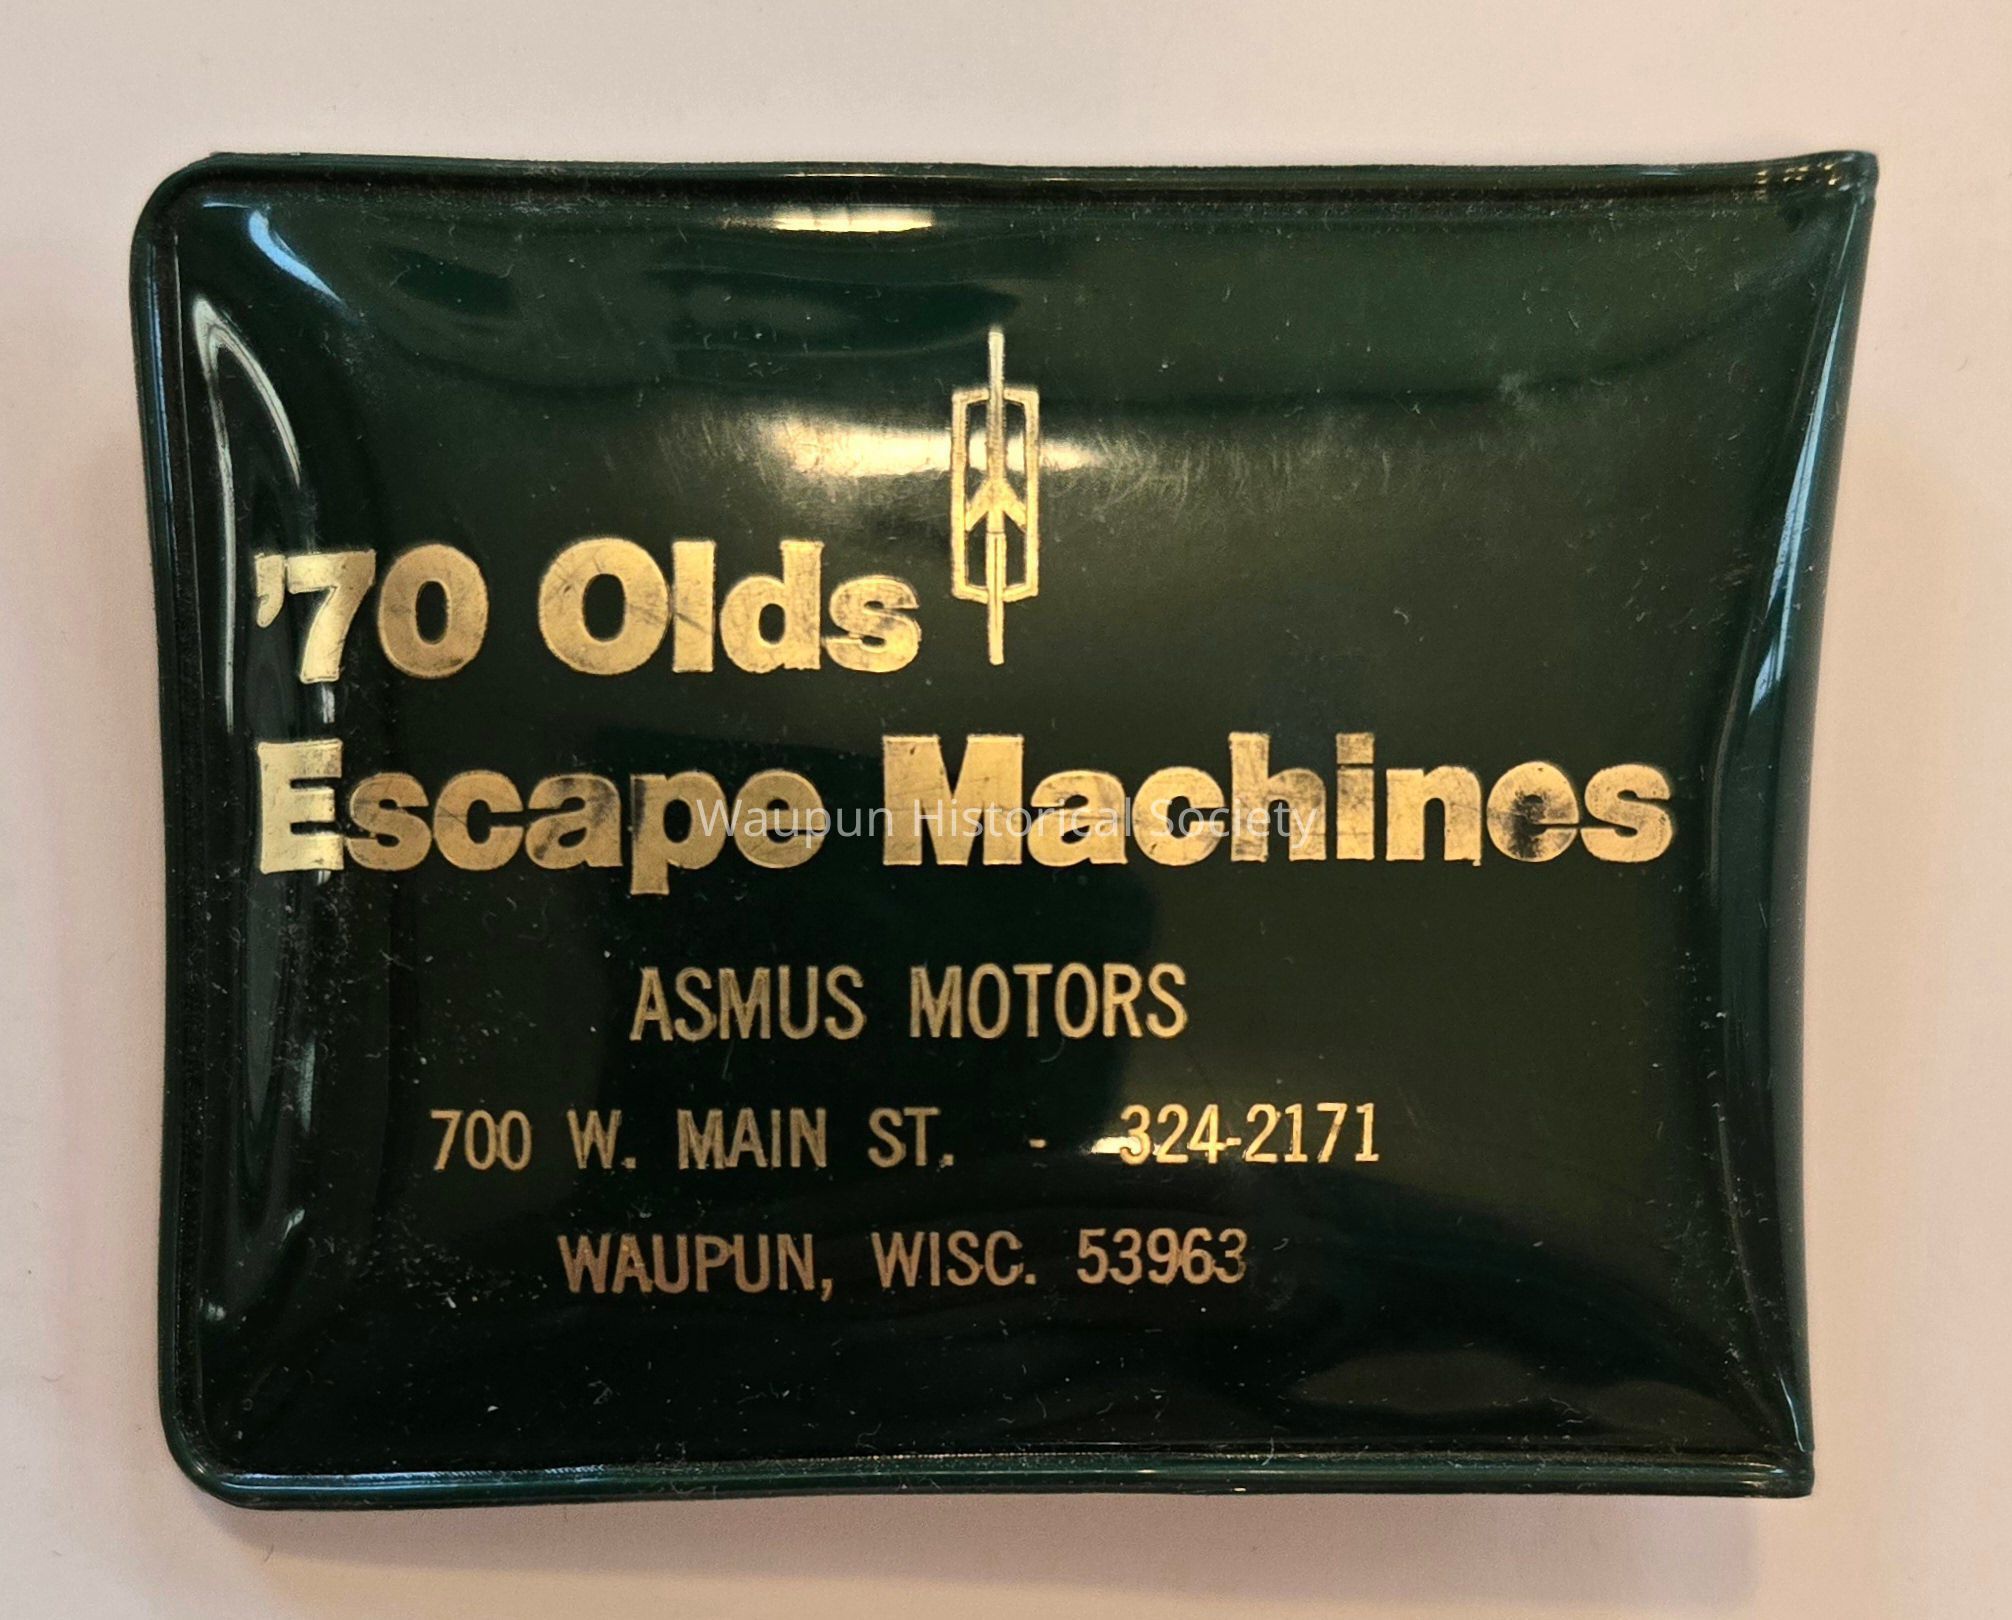 '70 Olds
Escape Machines
Waupun Historical Society
ASMUS MOTORS
700 W. MAIN ST. - 324-2171
WAUPUN, WISC. 53963